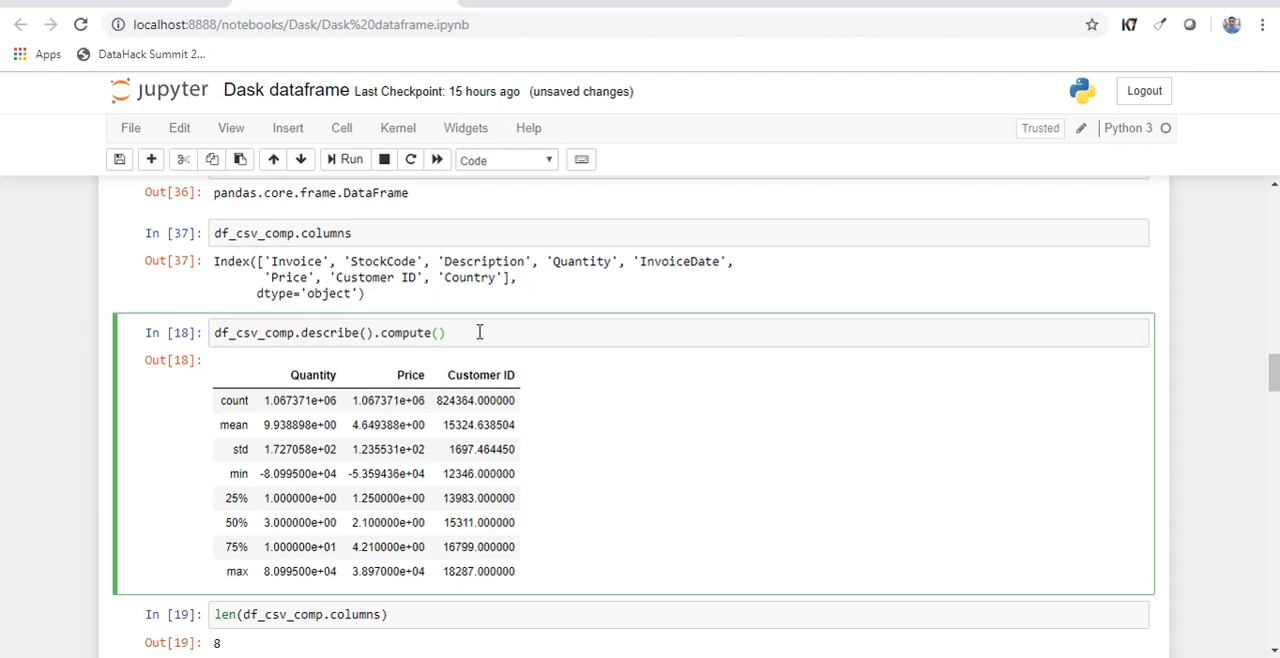 localhost:8888/notebooks/Dask/Dask%20dataframe.ipynb
K7
Apps DataHack Summit 2...
jupyter Dask dataframe Last Checkpoint: 15 hours ago (unsaved changes) Logout
File Edit View Insert Cell Kernel Widgets Help Trusted Python 3
Run Code
Out[36]: pandas.core.frame.DataFrame
In [37]: df_csv_comp.columns
Out[37]: Index(['Invoice', 'StockCode', 'Description', 'Quantity', 'InvoiceDate',
'Price', 'Customer ID', 'Country'],
dtype='object')
In [18]: df_csv_comp.describe().compute()
Out[18]:
Quantity Price Customer ID
count 1.067371e+06 1.067371e+06 824364.000000
mean 9.938898e+00 4.649388e+00 15324.638504
std 1.727058e+02 1.235531e+02 1697.464450
min -8.099500e+04 -5.359436e+04 12346.000000
25% 1.000000e+00 1.250000e+00 13983.000000
50% 3.000000e+00 2.100000e+00 15311.000000
75% 1.000000e+01 4.210000e+00 16799.000000
max 8.099500e+04 3.897000e+04 18287.000000
In [19]: len(df_csv_comp.columns)
Out[19]: 8